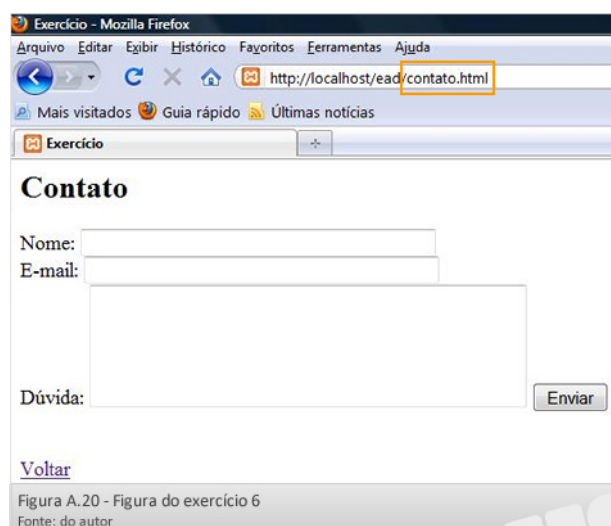 Exercício - Mozilla Firefox
Arquivo Editar Exibir Histórico Favoritos Ferramentas Ajuda
http://localhost/ead/contato.html
Mais visitados Guia rápido Últimas notícias
Exercício
Contato
Nome:
E-mail:
Dúvida:
Enviar
Voltar
Figura A.20 - Figura do exercício 6
Fonte: do autor